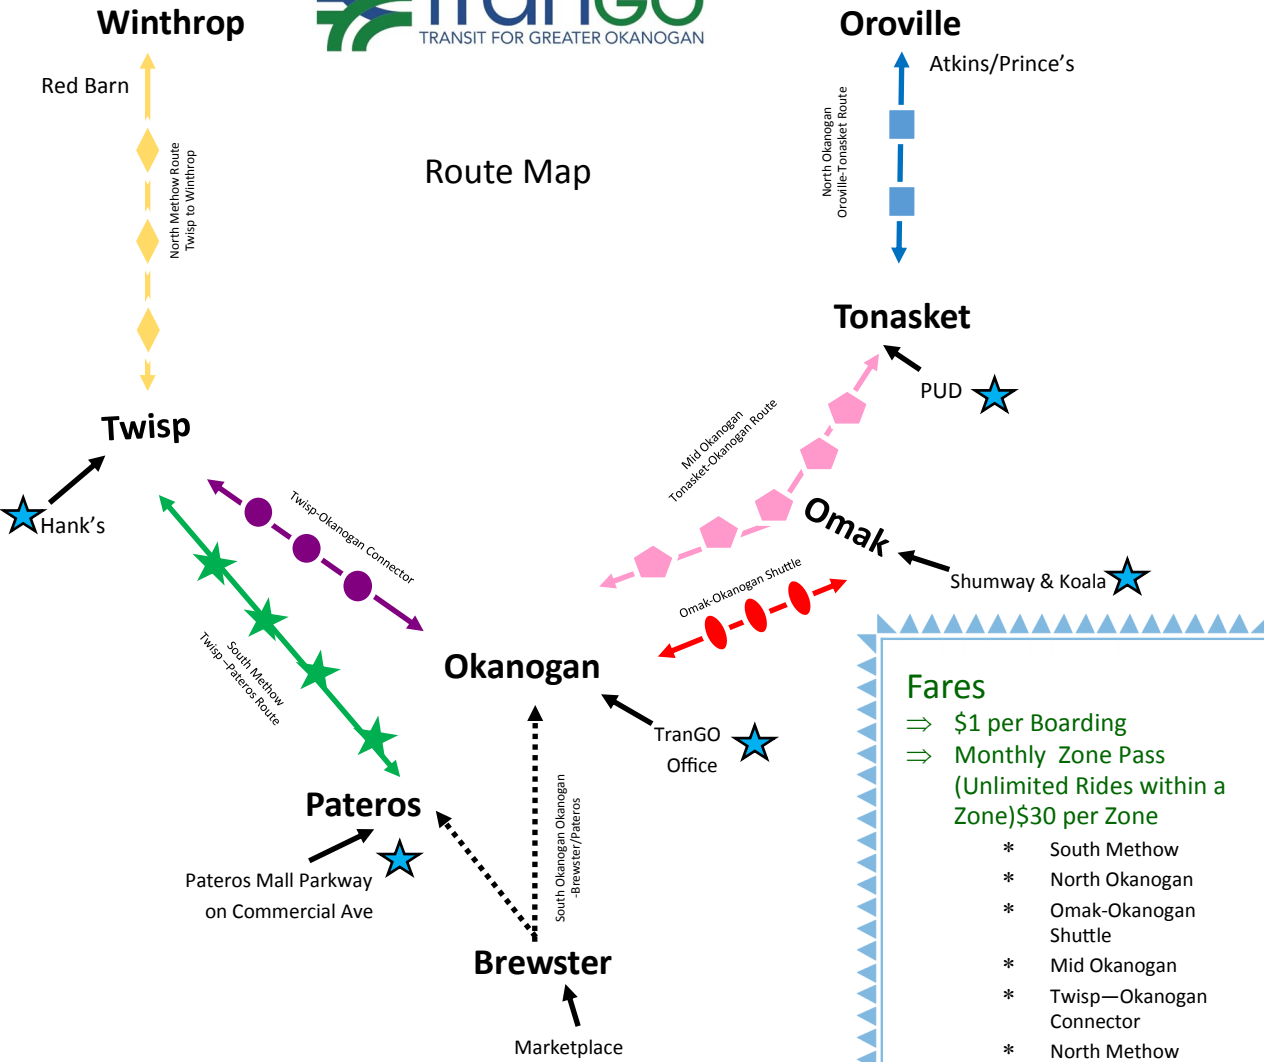 Winthrop
TranGO
TRANSIT FOR GREATER OKANOGAN
Oroville
Red Barn
Atkins/Prince's
North Methow Route
Twisp to Winthrop
Route Map
North Okanogan
Oroville-Tonasket Route
Tonasket
PUD
Twisp
Hank's
Mid Okanogan
Tonasket-Okanogan Route
Twisp-Okanogan Connector
Omak
Shumway & Koala
Omak-Okanogan Shuttle
South Methow
Twisp—Pateros Route
Okanogan
TranGO
Office
Pateros
Pateros Mall Parkway
on Commercial Ave
South Okanogan Okanogan
-Brewster/Pateros
Brewster
Marketplace
Fares
⇒ $1 per Boarding
⇒ Monthly Zone Pass
(Unlimited Rides within a
Zone)$30 per Zone
* South Methow
* North Okanogan
* Omak-Okanogan
Shuttle
* Mid Okanogan
* Twisp—Okanogan
Connector
* North Methow